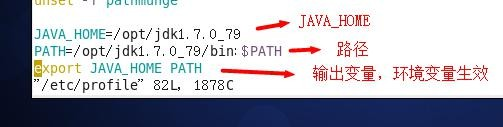 unset -f pathmunge
JAVA_HOME=/opt/jdk1.7.0_79
JAVA_HOME
PATH=/opt/jdk1.7.0_79/bin:$PATH
路径
export JAVA_HOME PATH
输出变量，环境变量生效
"/etc/profile" 82L, 1878C